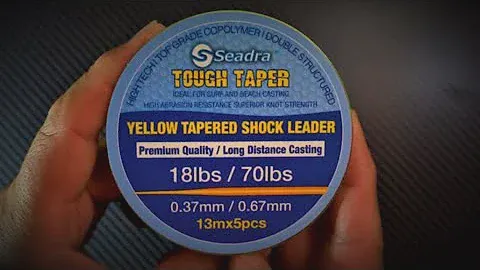 HIGH TECH | TOP GRADE COPOLYMER | DOUBLE STRUCTURED
Seadra
TOUGH TAPER
IDEAL FOR SURF AND BEACH CASTING
HIGH ABRASION RESISTANCE SUPERIOR KNOT STRENGTH
YELLOW TAPERED SHOCK LEADER
Premium Quality / Long Distance Casting
18lbs / 70lbs
0.37mm / 0.67mm
13mx5pcs